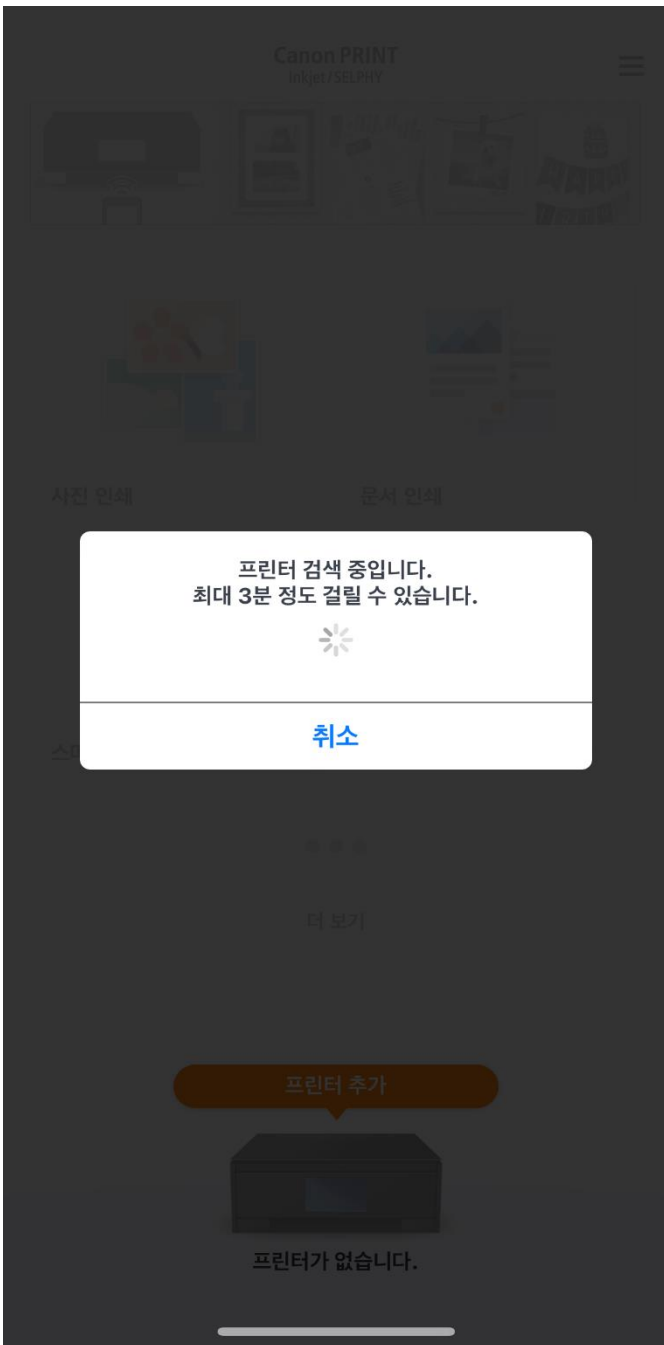 Canon PRINT
Inkjet/SELPHY
사진 인쇄
문서 인쇄
프린터 검색 중입니다.
최대 3분 정도 걸릴 수 있습니다.
취소
더 보기
프린터 추가
프린터가 없습니다.